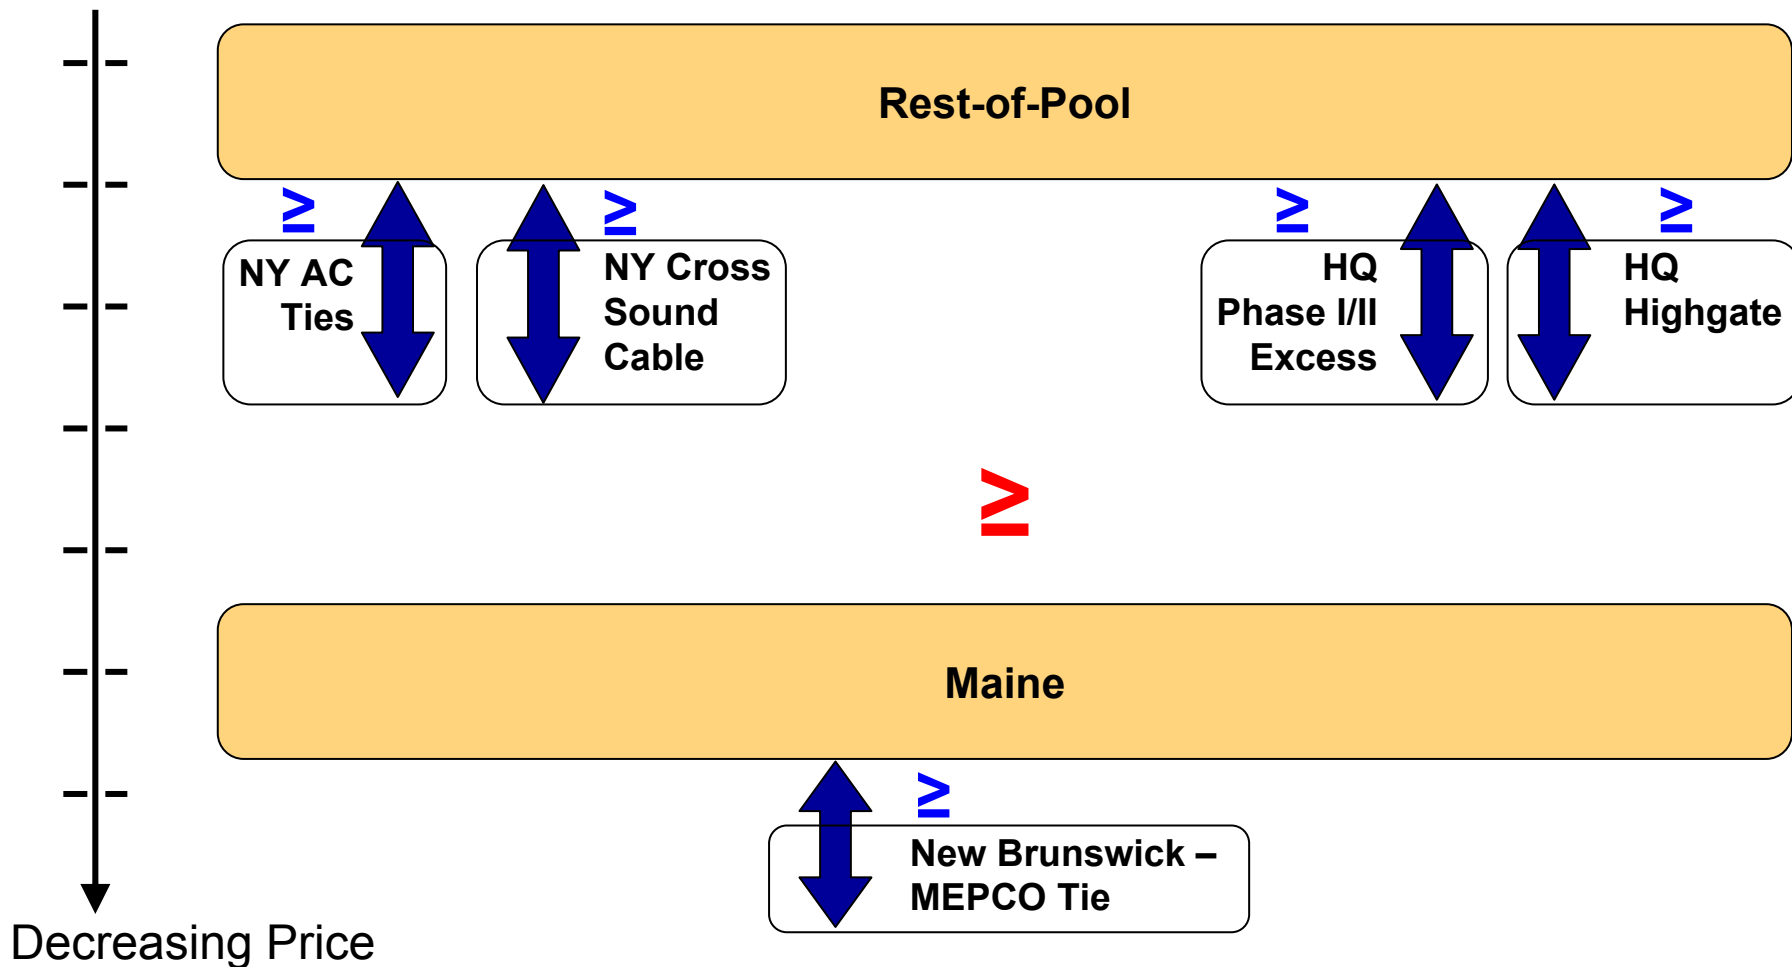 Rest-of-Pool
≥
≥
≥
≥
NY AC
Ties
NY Cross
Sound
Cable
HQ
Phase I/II
Excess
HQ
Highgate
≥
Maine
≥
New Brunswick –
MEPCO Tie
Decreasing Price